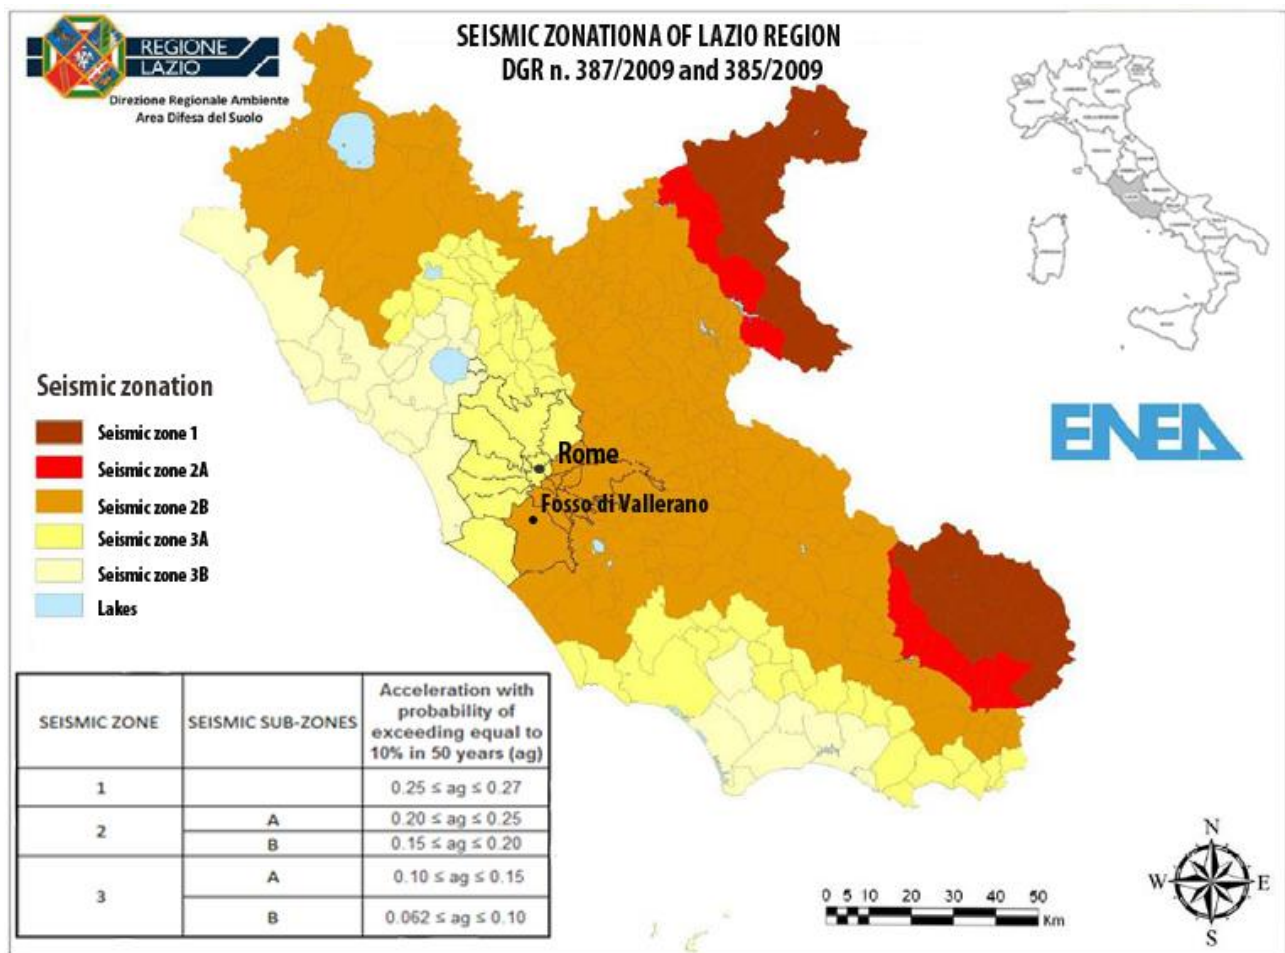 REGIONE
LAZIO
Direzione Regionale Ambiente
Area Difesa del Suolo
SEISMIC ZONATIONA OF LAZIO REGION
DGR n. 387/2009 and 385/2009
Seismic zonation
Seismic zone 1
Seismic zone 2A
Seismic zone 2B
Seismic zone 3A
Seismic zone 3B
Lakes
Rome
Fosso di Vallerano
ENEA
SEISMIC ZONE
SEISMIC SUB-ZONES
Acceleration with
probability of
exceeding equal to
10% in 50 years (ag)
1
0.25 ≤ ag ≤ 0.27
2
A
0.20 ≤ ag ≤ 0.25
B
0.15 ≤ ag ≤ 0.20
3
A
0.10 ≤ ag ≤ 0.15
B
0.062 ≤ ag ≤ 0.10
0 5 10 20 30 40 50
Km
N
W E
S